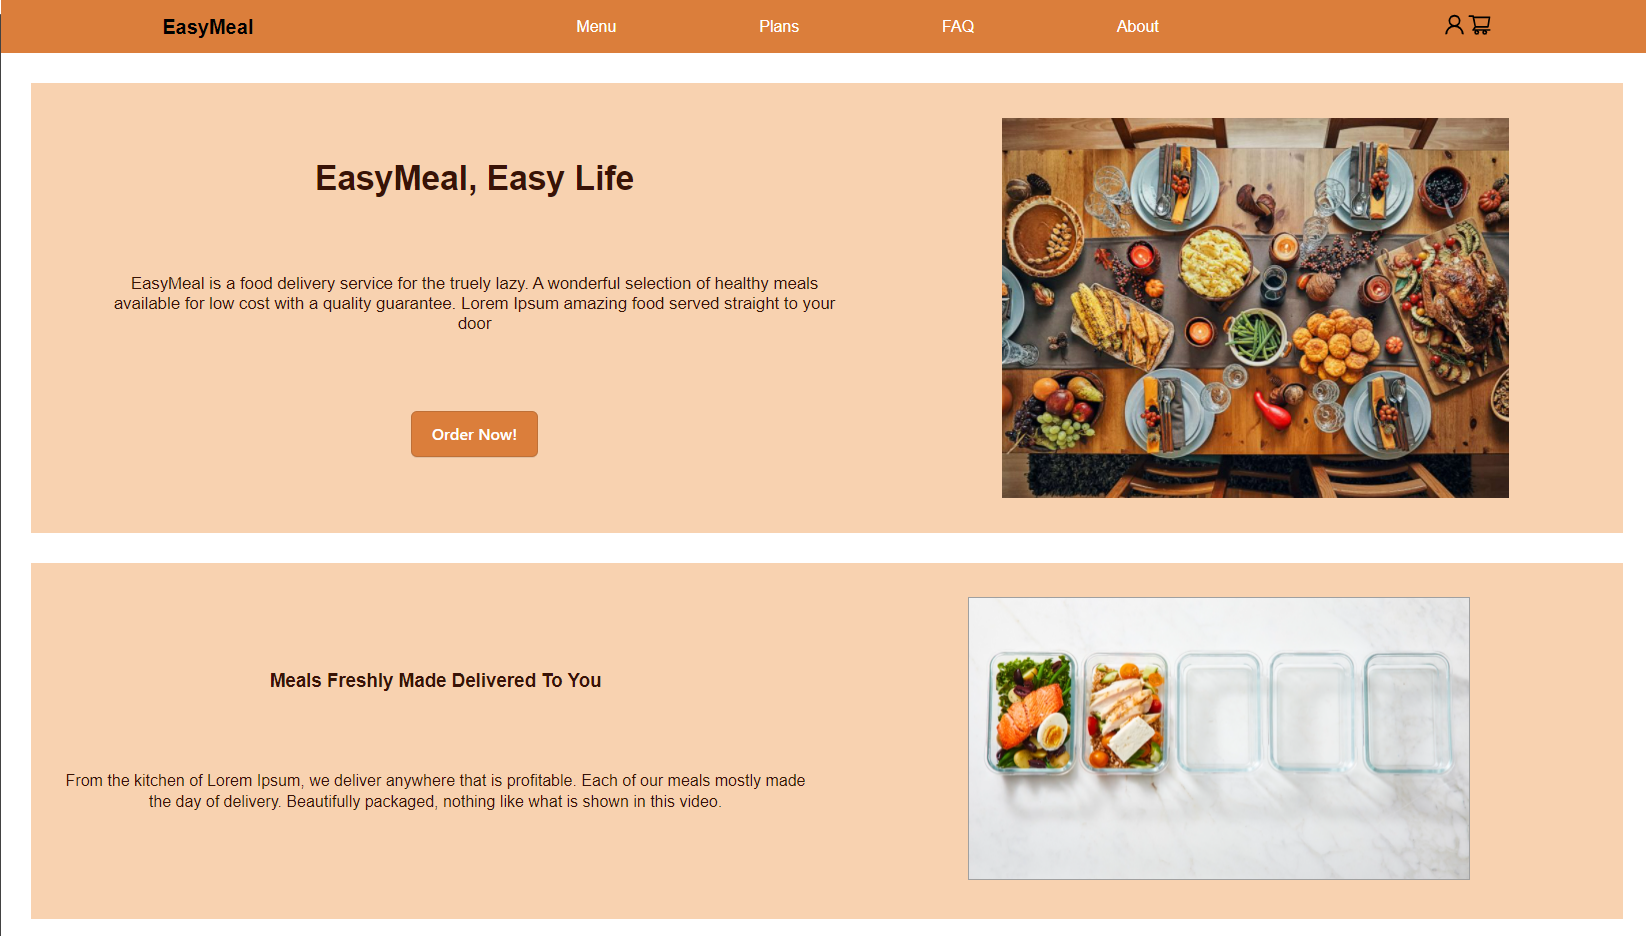 EasyMeal
Menu
Plans
FAQ
About
EasyMeal, Easy Life
EasyMeal is a food delivery service for the truely lazy. A wonderful selection of healthy meals
available for low cost with a quality guarantee. Lorem Ipsum amazing food served straight to your
door
Order Now!
Meals Freshly Made Delivered To You
From the kitchen of Lorem Ipsum, we deliver anywhere that is profitable. Each of our meals mostly made
the day of delivery. Beautifully packaged, nothing like what is shown in this video.